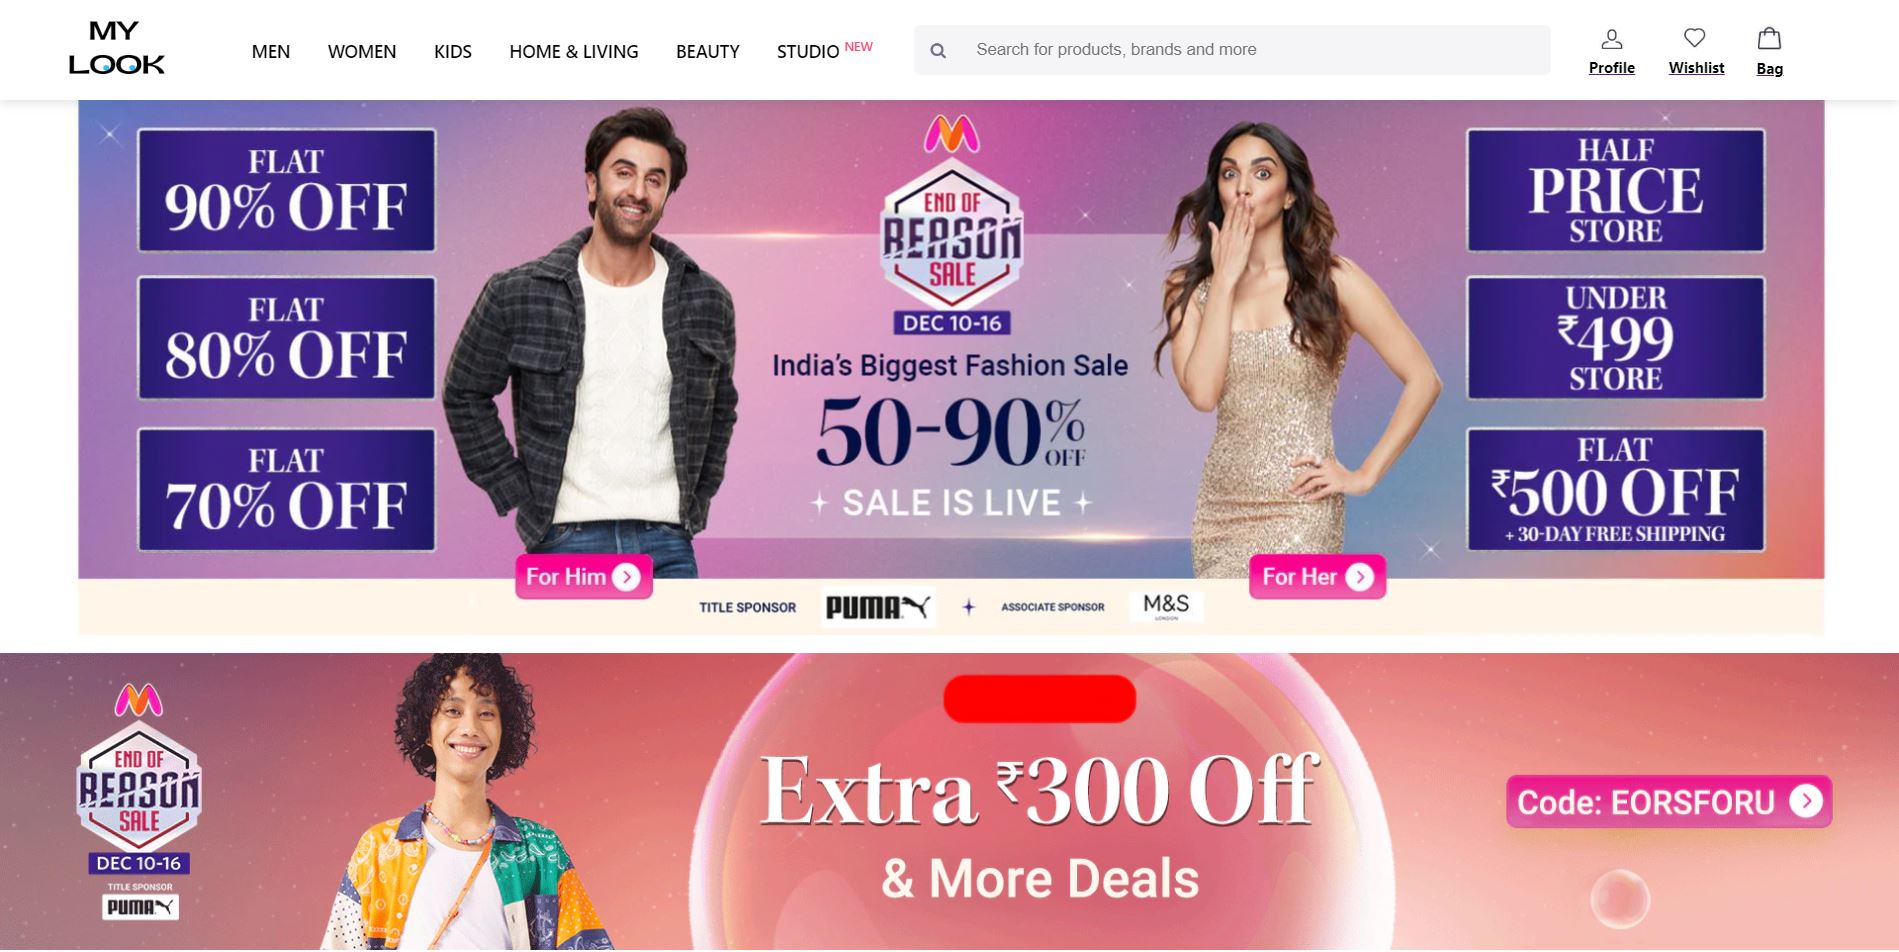 MY
LOOK
MEN
WOMEN
KIDS
HOME & LIVING
BEAUTY
STUDIO NEW
Search for products, brands and more
Profile
Wishlist
Bag
FLAT
90% OFF
FLAT
80% OFF
FLAT
70% OFF
END OF
REASON
SALE
DEC 10-16
India's Biggest Fashion Sale
50-90% OFF
SALE IS LIVE
HALF
PRICE
STORE
UNDER
₹499
STORE
FLAT
₹500 OFF
+ 30-DAY FREE SHIPPING
For Him
For Her
TITLE SPONSOR
PUMA
ASSOCIATE SPONSOR
M&S
LONDON
END OF
REASON
SALE
DEC 10-16
TITLE SPONSOR
PUMA
Extra ₹300 Off
& More Deals
Code: EORSFORU